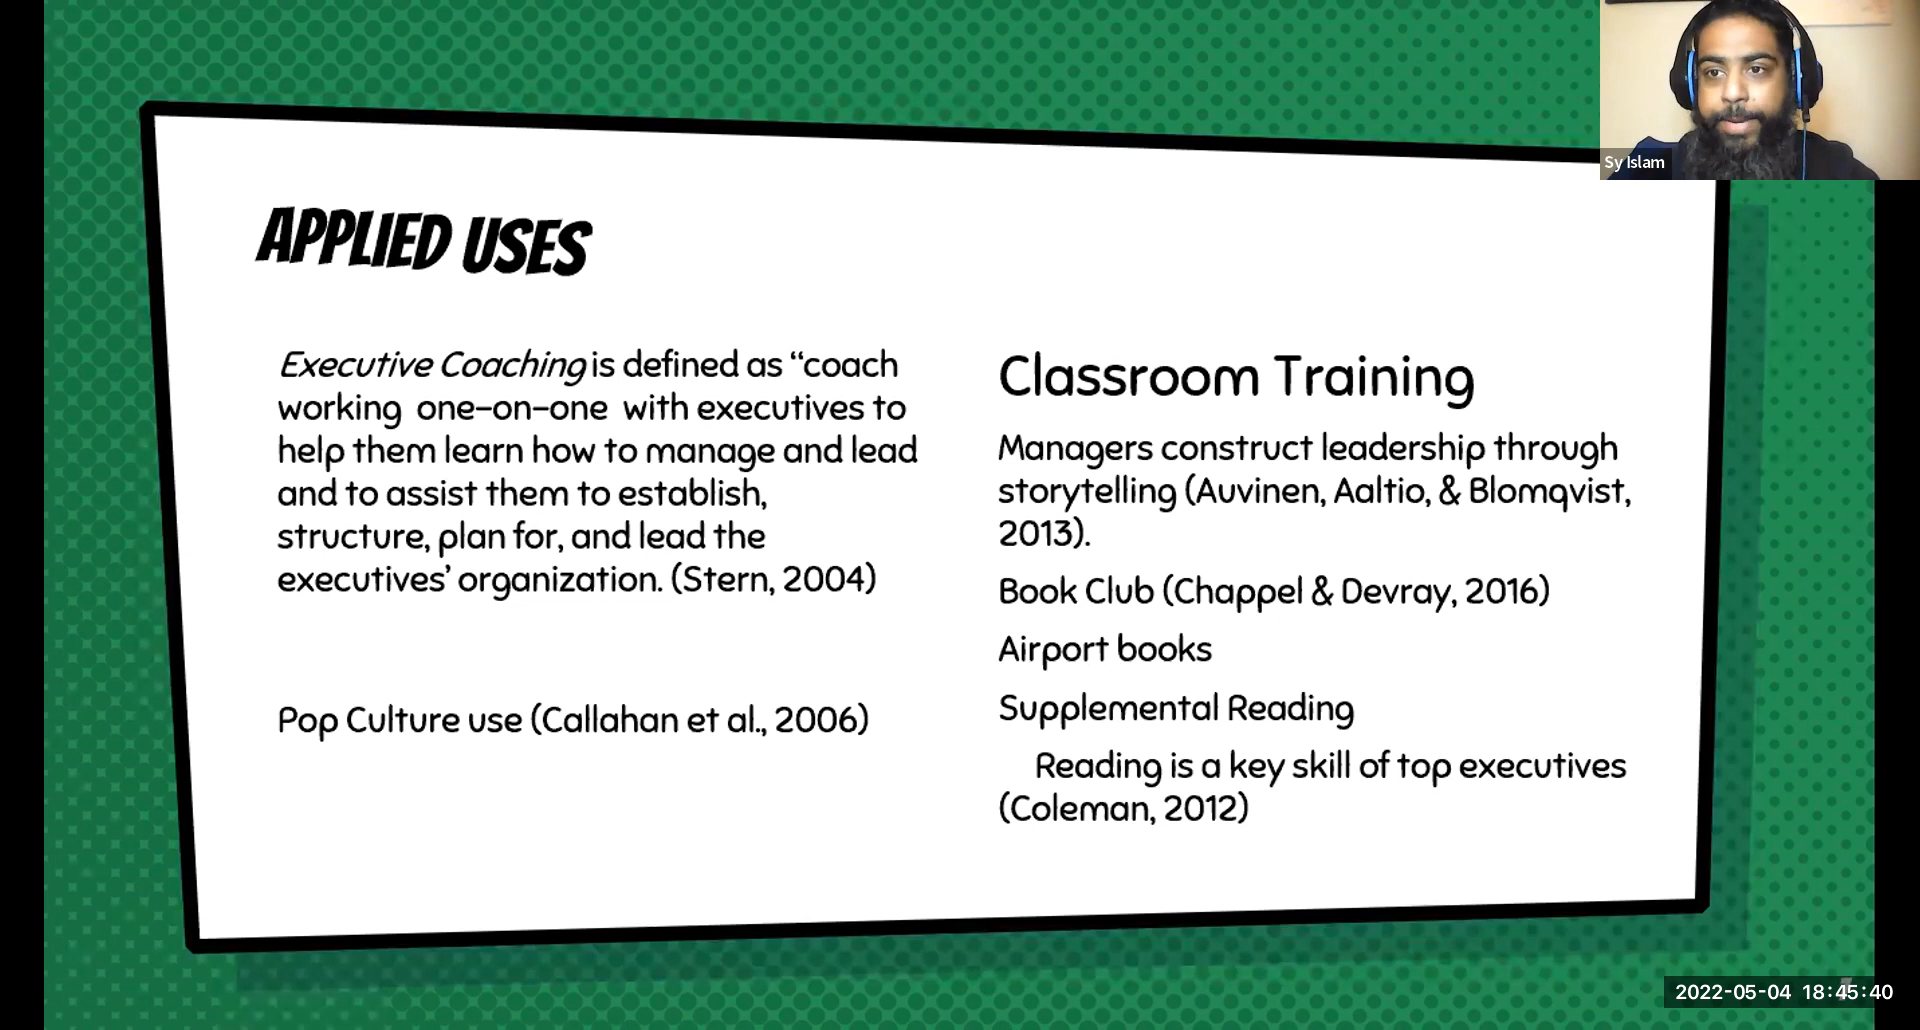 Sy Islam
APPLIED USES
Executive Coaching is defined as “coach
working one-on-one with executives to
help them learn how to manage and lead
and to assist them to establish,
structure, plan for, and lead the
executives’ organization. (Stern, 2004)
Pop Culture use (Callahan et al., 2006)
Classroom Training
Managers construct leadership through
storytelling (Auvinen, Aaltio, & Blomqvist,
2013).
Book Club (Chappel & Devray, 2016)
Airport books
Supplemental Reading
Reading is a key skill of top executives
(Coleman, 2012)
2022-05-04 18:45:40